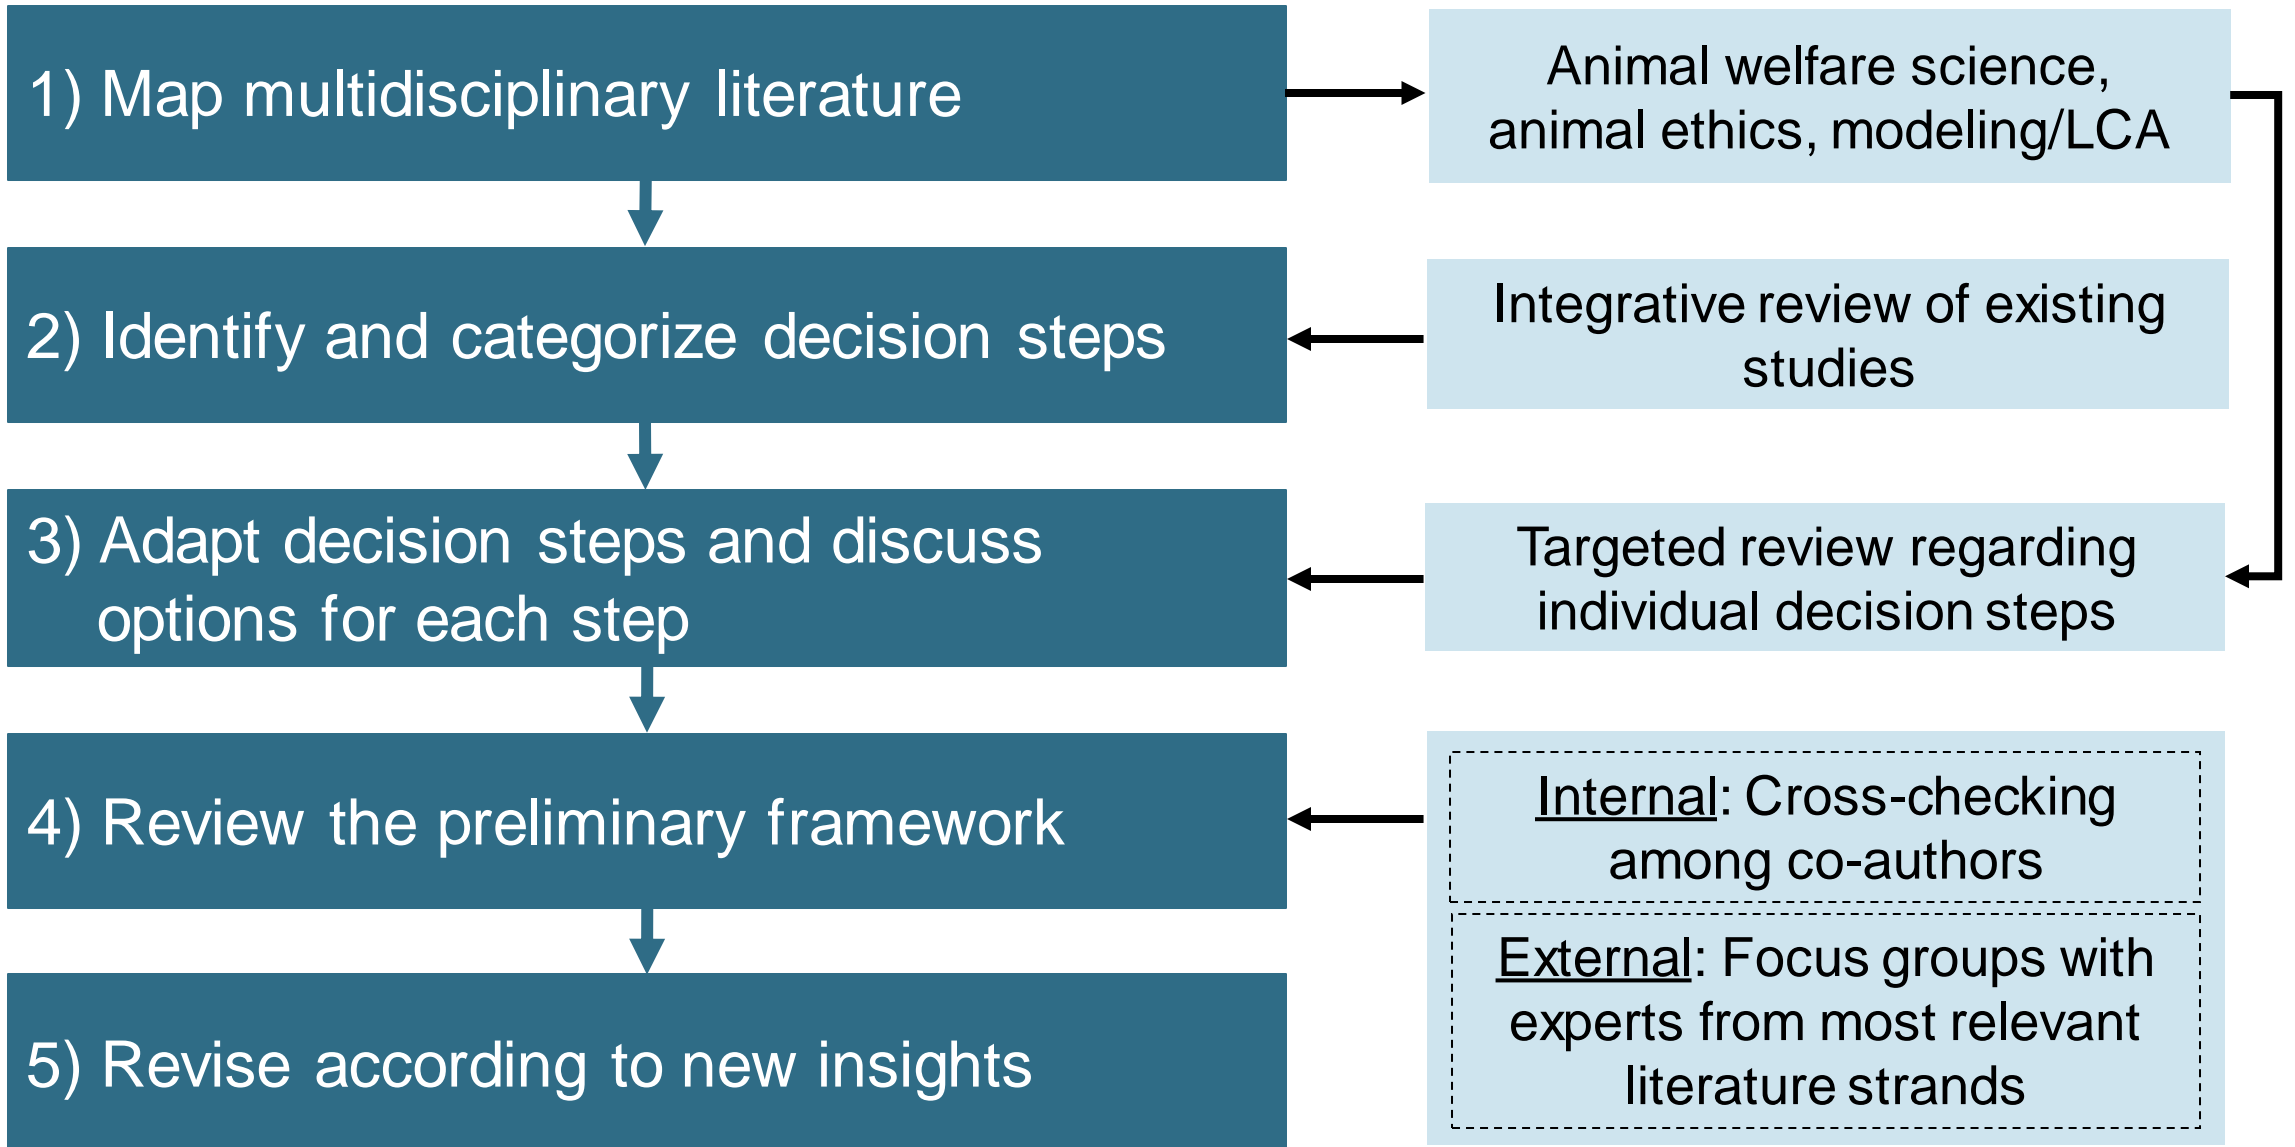 1) Map multidisciplinary literature
Animal welfare science,
animal ethics, modeling/LCA
2) Identify and categorize decision steps
Integrative review of existing
studies
3) Adapt decision steps and discuss
options for each step
Targeted review regarding
individual decision steps
4) Review the preliminary framework
Internal: Cross-checking
among co-authors
External: Focus groups with
experts from most relevant
literature strands
5) Revise according to new insights